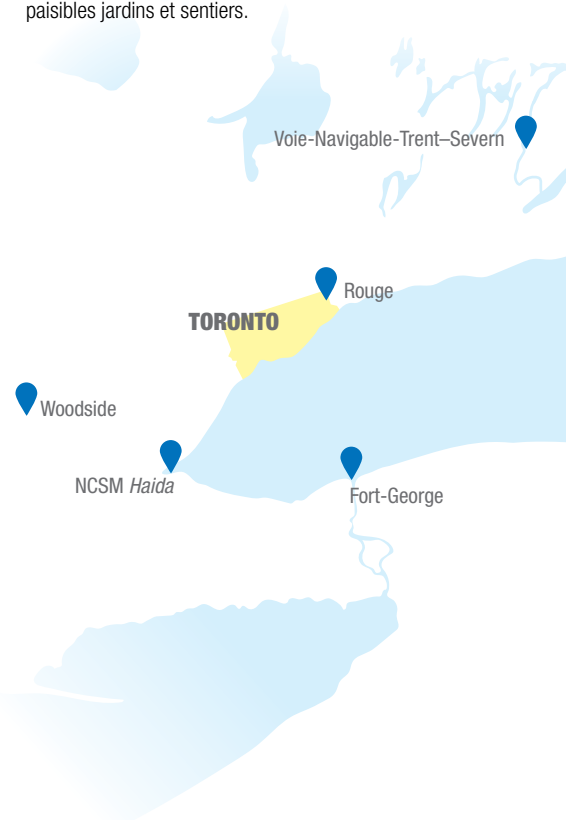 paisibles jardins et sentiers.
Voie-Navigable-Trent–Severn
Rouge
TORONTO
Woodside
NCSM Haida
Fort-George